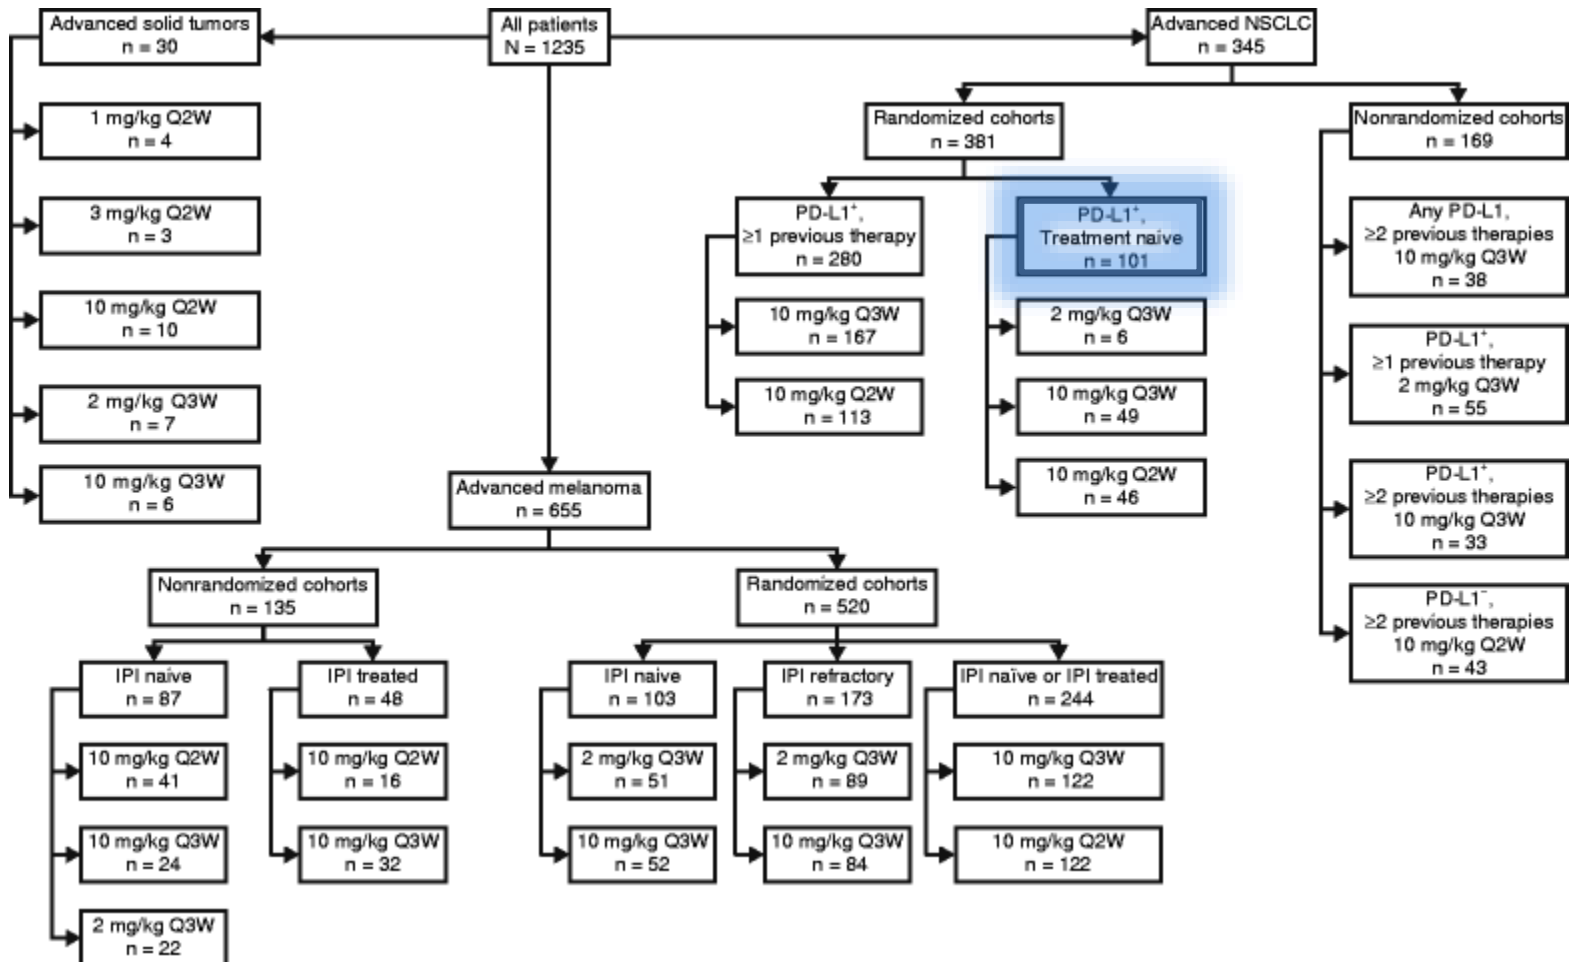 Advanced solid tumors
n = 30
1 mg/kg Q2W
n = 4
3 mg/kg Q2W
n = 3
10 mg/kg Q2W
n = 10
2 mg/kg Q3W
n = 7
10 mg/kg Q3W
n = 6
All patients
N = 1235
Advanced NSCLC
n = 345
Randomized cohorts
n = 381
PD-L1⁺,
≥1 previous therapy
n = 280
10 mg/kg Q3W
n = 167
10 mg/kg Q2W
n = 113
PD-L1⁺,
Treatment naive
n = 101
2 mg/kg Q3W
n = 6
10 mg/kg Q3W
n = 49
10 mg/kg Q2W
n = 46
Nonrandomized cohorts
n = 169
Any PD-L1,
≥2 previous therapies
10 mg/kg Q3W
n = 38
PD-L1⁺,
≥1 previous therapy
2 mg/kg Q3W
n = 55
PD-L1⁺,
≥2 previous therapies
10 mg/kg Q3W
n = 33
PD-L1⁻,
≥2 previous therapies
10 mg/kg Q2W
n = 43
Advanced melanoma
n = 655
Nonrandomized cohorts
n = 135
IPI naive
n = 87
10 mg/kg Q2W
n = 41
10 mg/kg Q3W
n = 24
2 mg/kg Q3W
n = 22
IPI treated
n = 48
10 mg/kg Q2W
n = 16
10 mg/kg Q3W
n = 32
Randomized cohorts
n = 520
IPI naive
n = 103
2 mg/kg Q3W
n = 51
10 mg/kg Q3W
n = 52
IPI refractory
n = 173
2 mg/kg Q3W
n = 89
10 mg/kg Q3W
n = 84
IPI naïve or IPI treated
n = 244
10 mg/kg Q3W
n = 122
10 mg/kg Q2W
n = 122